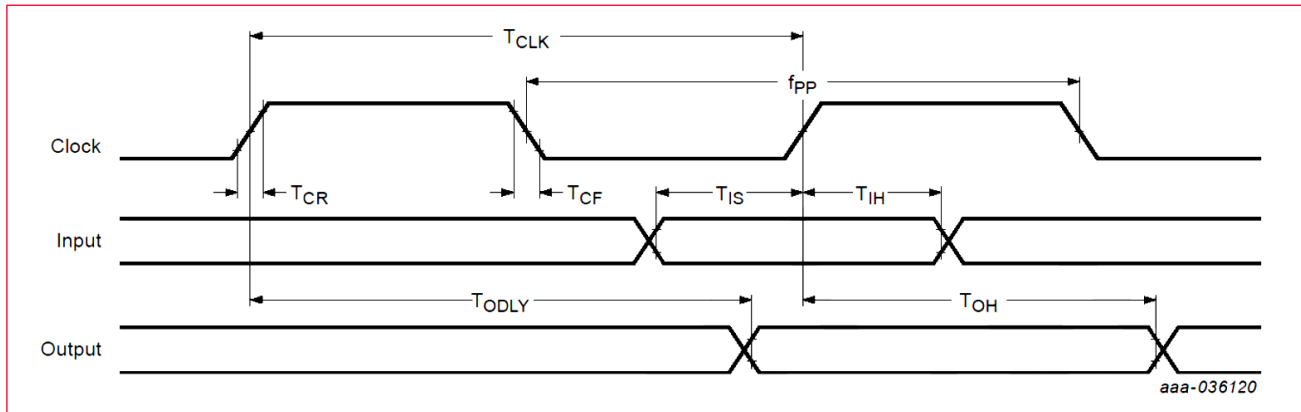 TCLK
fPP
Clock
TCR
TCF
TIS
TIH
Input
TODLY
TOH
Output
aaa-036120